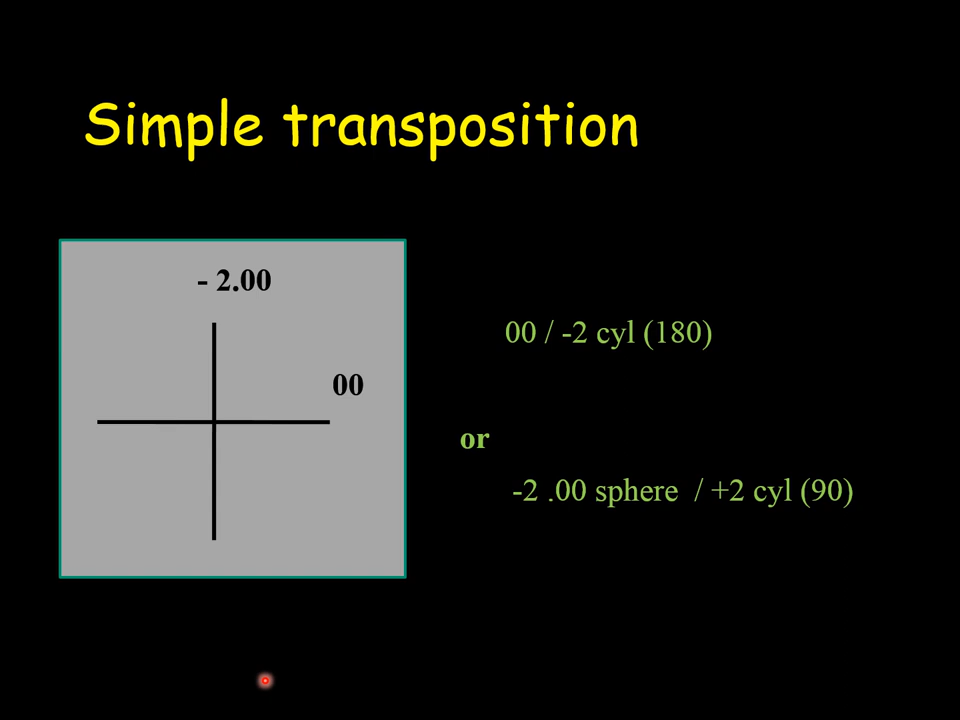 Simple transposition
- 2.00
00
00 / -2 cyl (180)
or
-2 .00 sphere / +2 cyl (90)